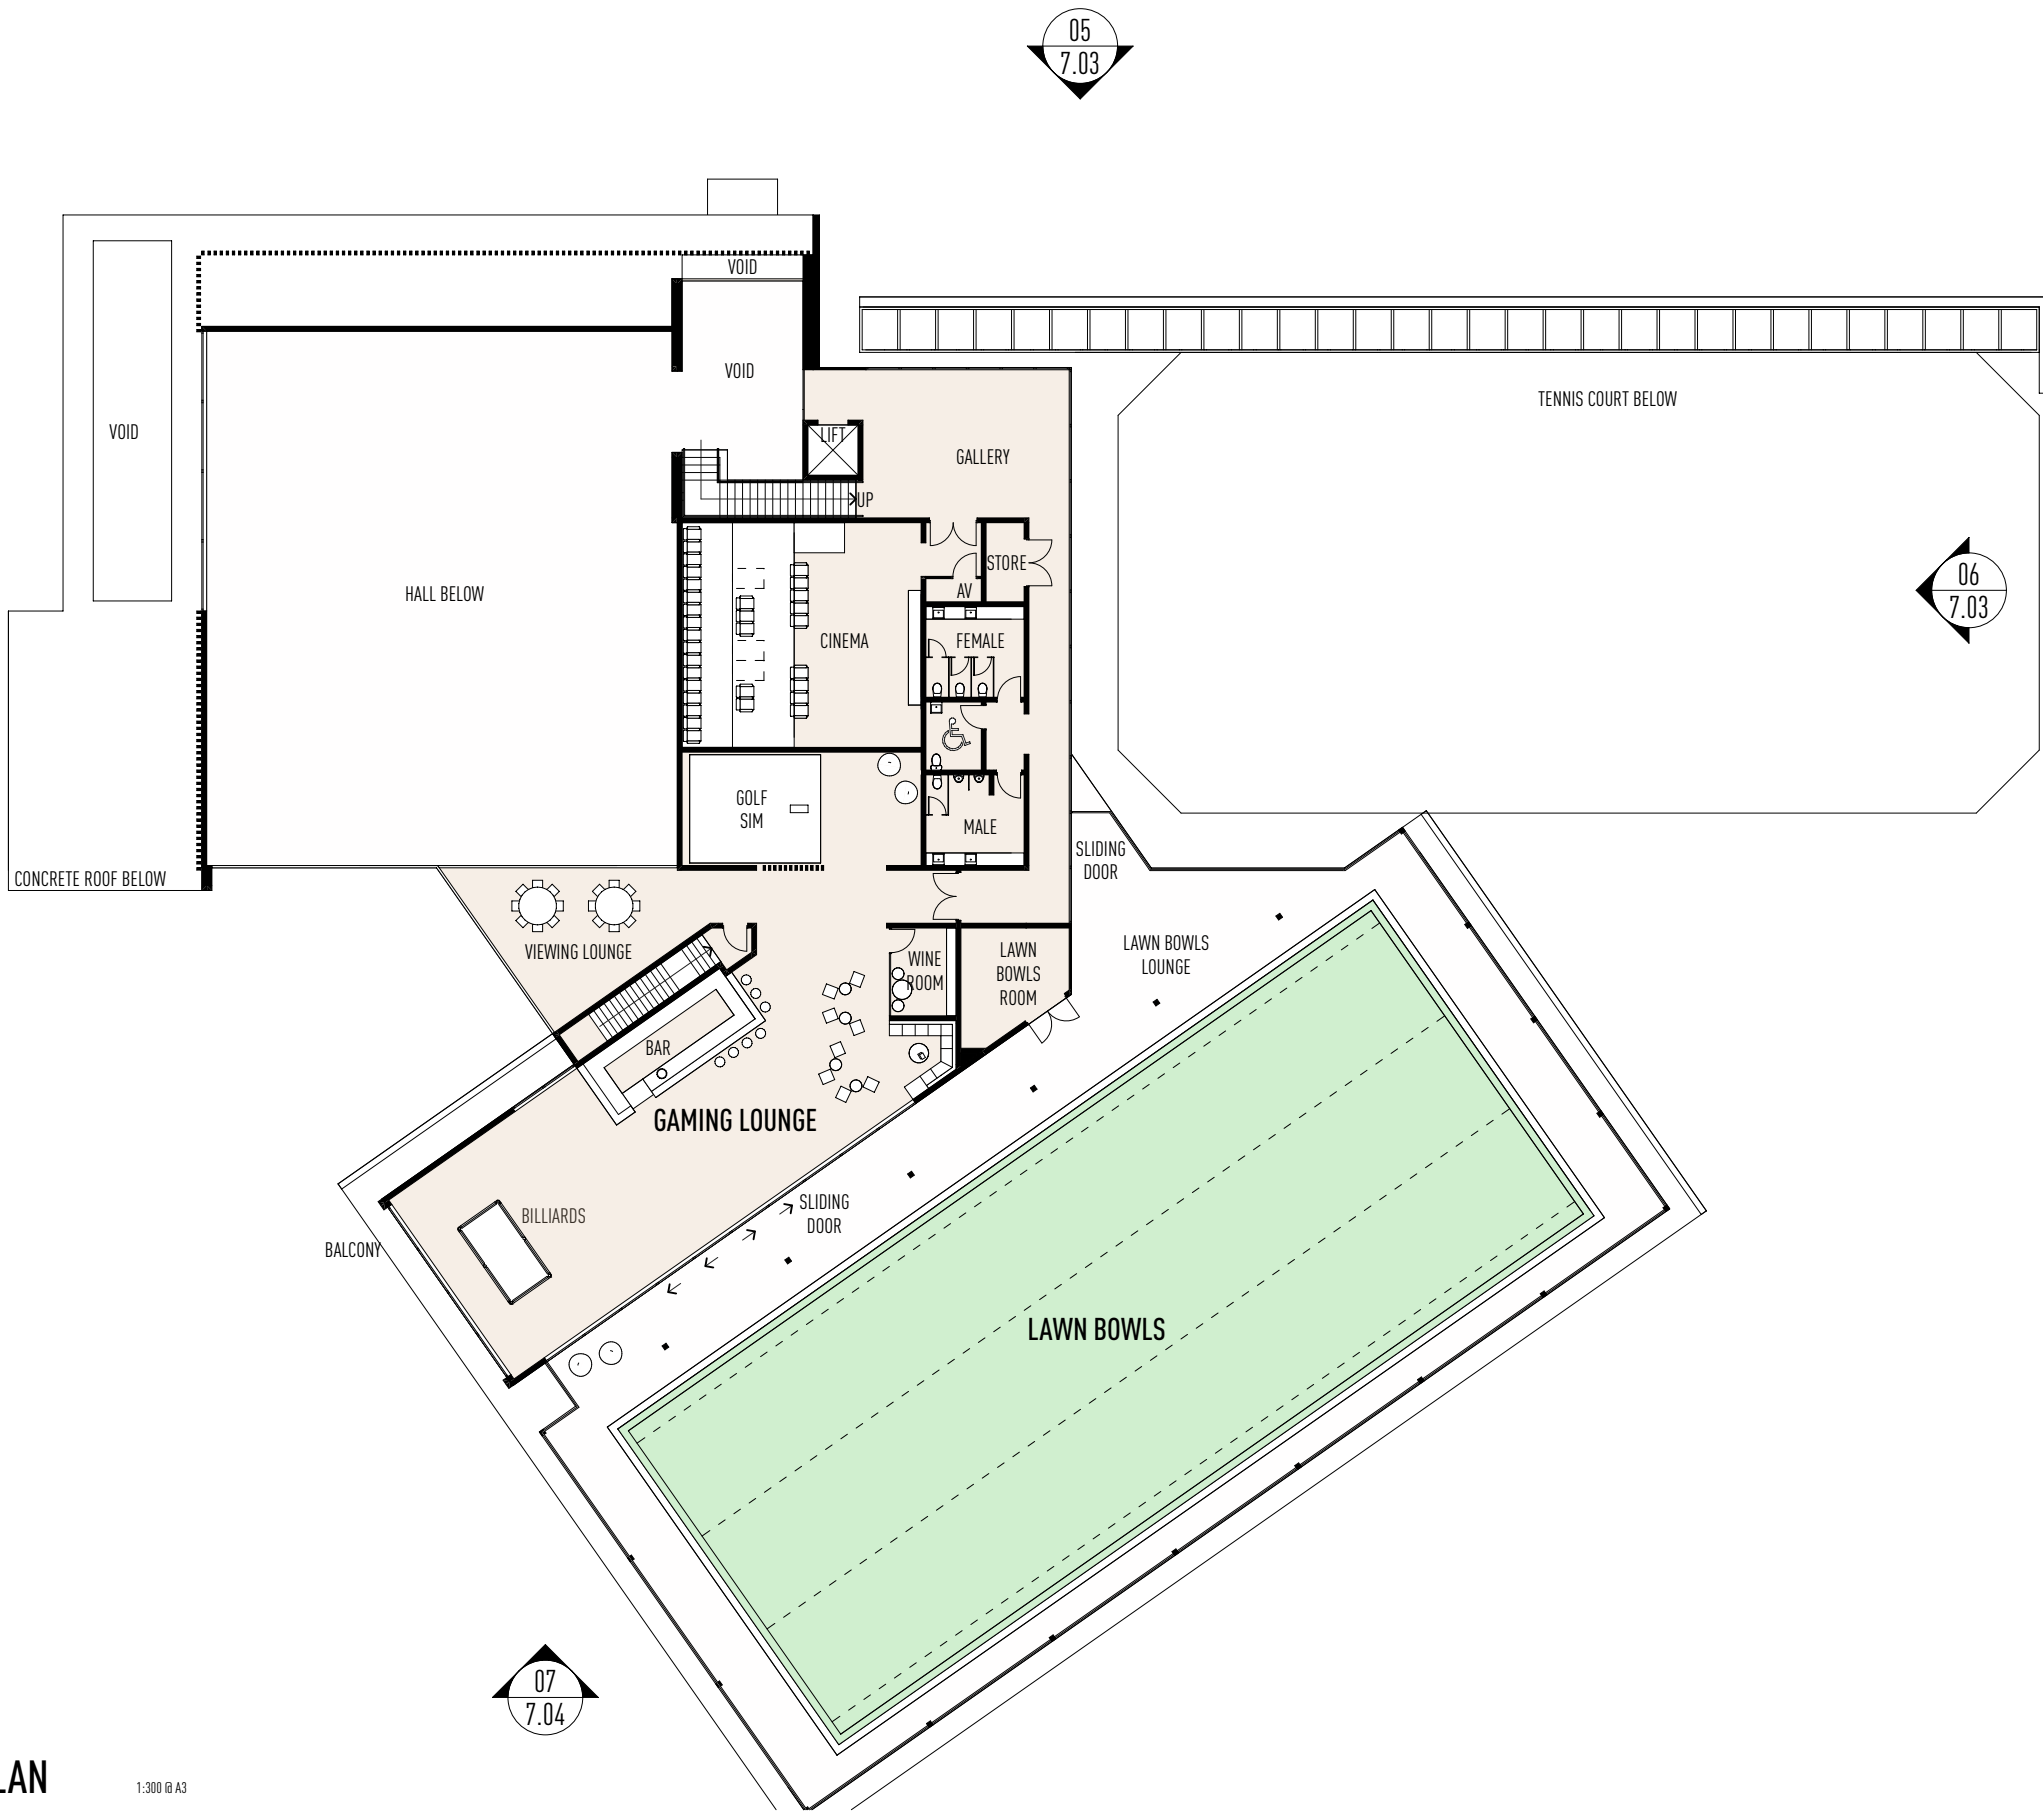 05
7.03
VOID
VOID
VOID
LIFT
GALLERY
UP
TENNIS COURT BELOW
HALL BELOW
STORE
AV
CINEMA
FEMALE
06
7.03
GOLF
SIM
MALE
SLIDING
DOOR
CONCRETE ROOF BELOW
VIEWING LOUNGE
WINE
ROOM
LAWN
BOWLS
ROOM
LAWN BOWLS
LOUNGE
BAR
GAMING LOUNGE
BILLIARDS
SLIDING
DOOR
BALCONY
LAWN BOWLS
07
7.04
LAN
1:300 @ A3